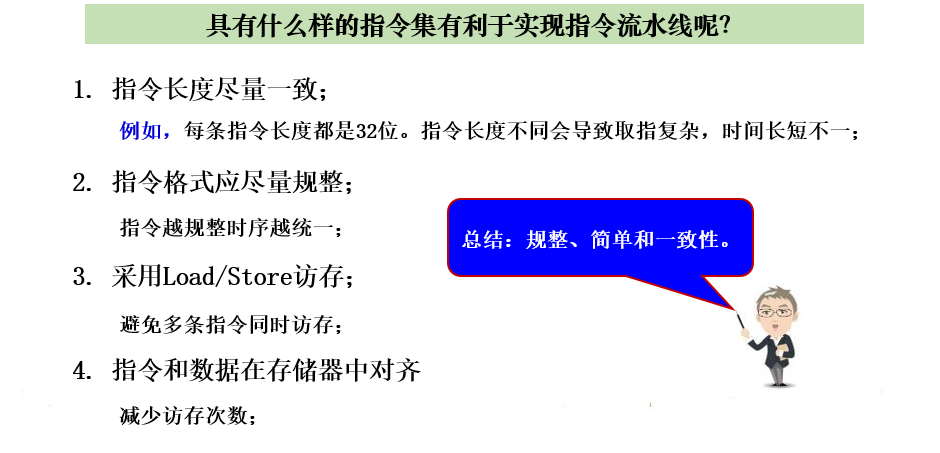 具有什么样的指令集有利于实现指令流水线呢？
1. 指令长度尽量一致；
例如，每条指令长度都是32位。指令长度不同会导致取指复杂，时间长短不一；
2. 指令格式应尽量规整；
指令越规整时序越统一；
总结：规整、简单和一致性。
3. 采用Load/Store访存；
避免多条指令同时访存；
4. 指令和数据在存储器中对齐
减少访存次数；